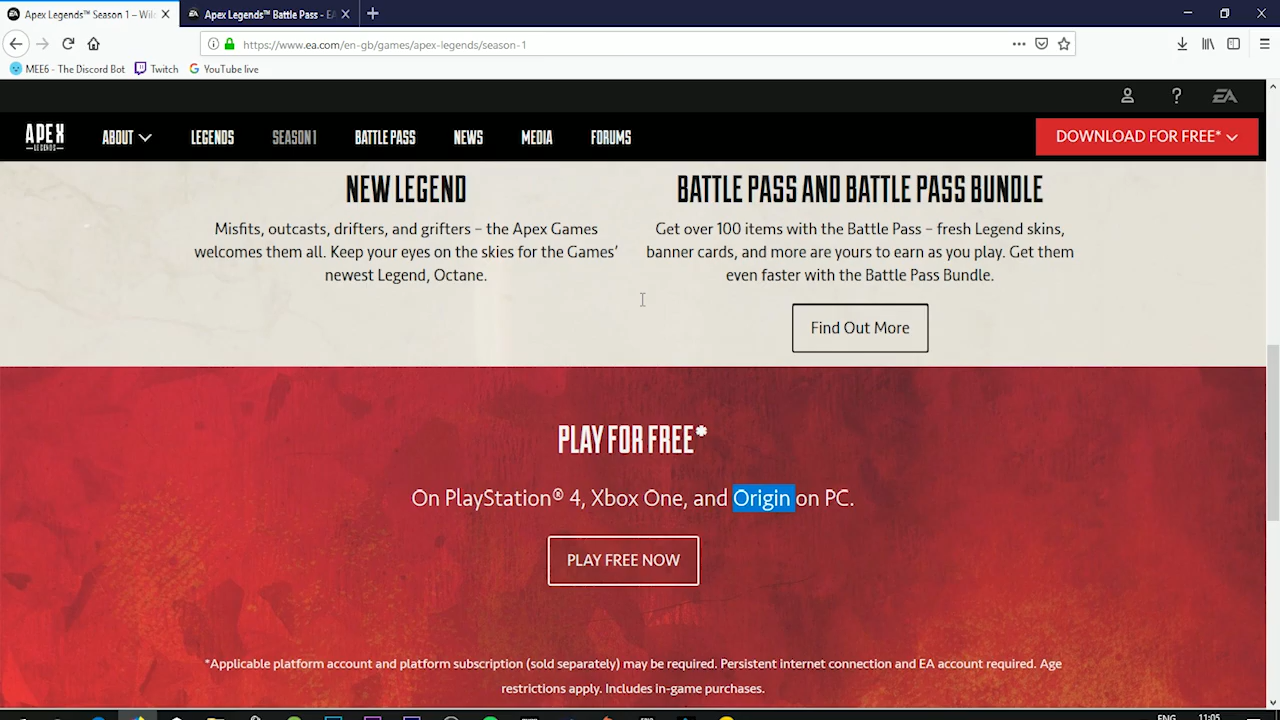 Apex Legends™ Season 1 – Wil
Apex Legends™ Battle Pass - EA
https://www.ea.com/en-gb/games/apex-legends/season-1
MEE6 - The Discord Bot
Twitch
YouTube live
EA
APEX
LEGENDS
ABOUT
LEGENDS
SEASON 1
BATTLE PASS
NEWS
MEDIA
FORUMS
DOWNLOAD FOR FREE*
NEW LEGEND
Misfits, outcasts, drifters, and grifters – the Apex Games
welcomes them all. Keep your eyes on the skies for the Games'
newest Legend, Octane.
BATTLE PASS AND BATTLE PASS BUNDLE
Get over 100 items with the Battle Pass – fresh Legend skins,
banner cards, and more are yours to earn as you play. Get them
even faster with the Battle Pass Bundle.
Find Out More
PLAY FOR FREE*
On PlayStation® 4, Xbox One, and Origin on PC.
PLAY FREE NOW
*Applicable platform account and platform subscription (sold separately) may be required. Persistent internet connection and EA account required. Age
restrictions apply. Includes in-game purchases.
ENG
11:05